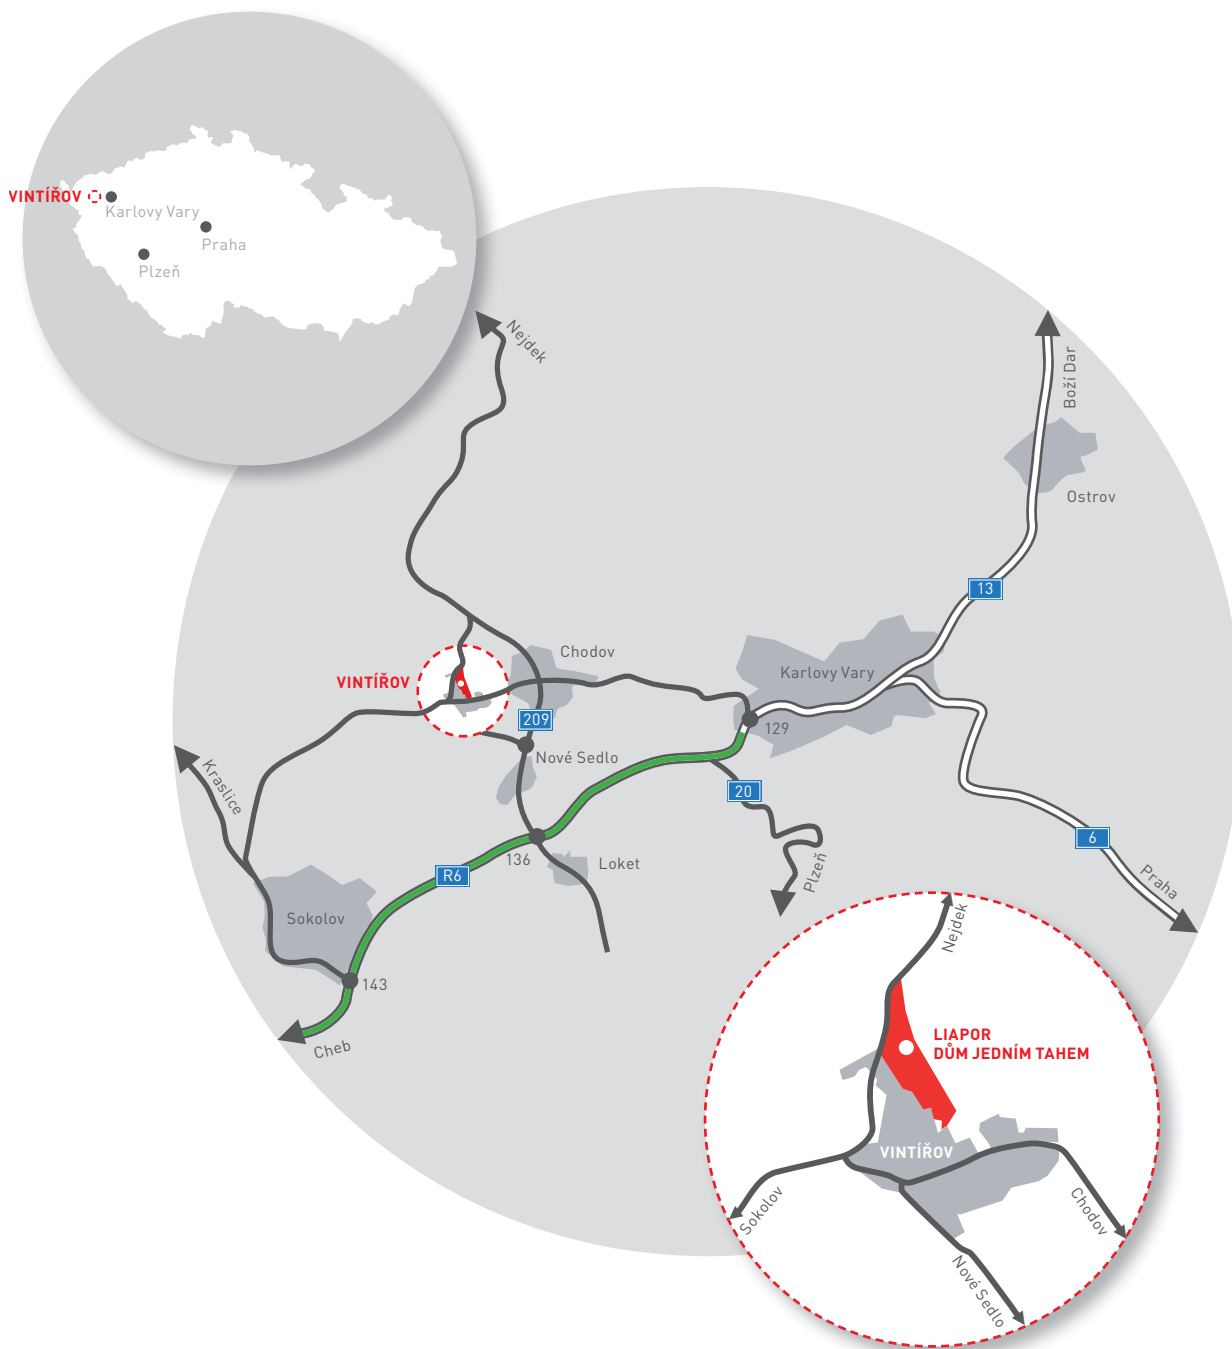 VINTÍŘOV
Karlovy Vary
Praha
Plzeň
Nejdek
Boží Dar
Ostrov
13
Chodov
Karlovy Vary
VINTÍŘOV
209
129
Nové Sedlo
Kraslice
20
6
136
Loket
Plzeň
R6
Praha
Sokolov
143
Cheb
Nejdek
LIAPOR
DŮM JEDNÍM TAHEM
VINTÍŘOV
Sokolov
Chodov
Nové Sedlo